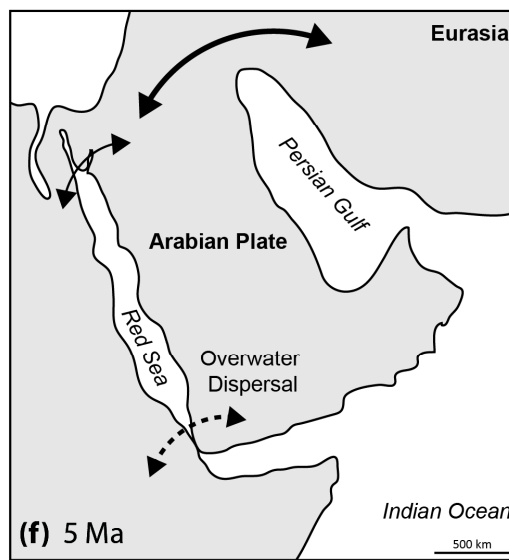 Eurasia
Persian Gulf
Arabian Plate
Red Sea
Overwater
Dispersal
Indian Ocean
(f) 5 Ma
500 km